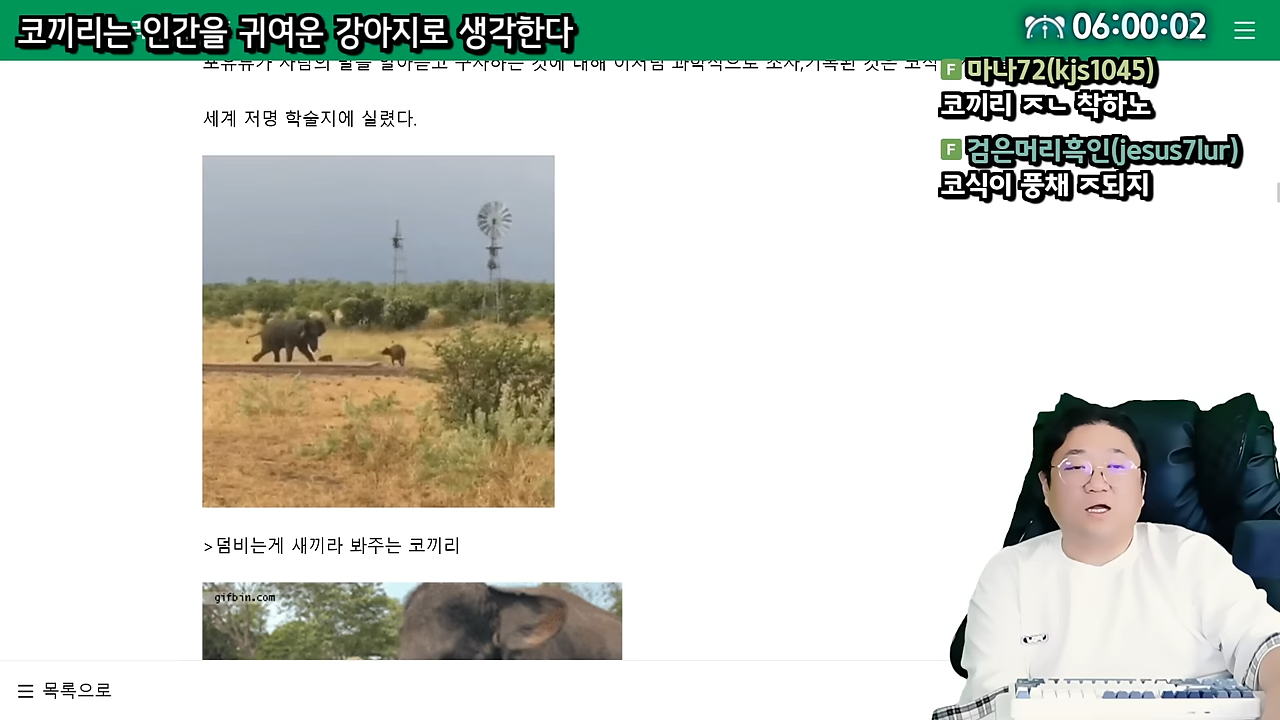 코끼리는 인간을 귀여운 강아지로 생각한다
06:00:02
F 마나72(kjs1045)
코끼리 ㅈㄴ 착하노
F 검은머리흑인(jesus7lur)
코식이 풍채 ㅈ되지
세계 저명 학술지에 실렸다.
>덤비는게 새끼라 봐주는 코끼리
gifbin.com
목록으로